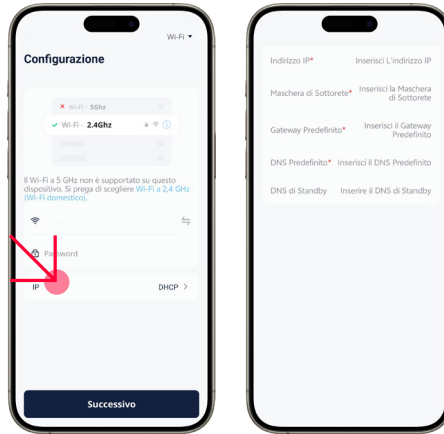 Wi-Fi
Configurazione
Wi-Fi - 5Ghz
Wi-Fi - 2.4Ghz
Il Wi-Fi a 5 GHz non è supportato su questo
dispositivo. Si prega di scegliere Wi-Fi a 2,4 GHz
(Wi-Fi domestico).
Password
IP
DHCP >
Successivo
Indirizzo IP*
Inserisci L'indirizzo IP
Maschera di Sottorete*
Inserisci la Maschera
di Sottorete
Gateway Predefinito*
Inserisci il Gateway
Predefinito
DNS Predefinito*
Inserisci il DNS Predefinito
DNS di Standby
Inserire il DNS di Standby